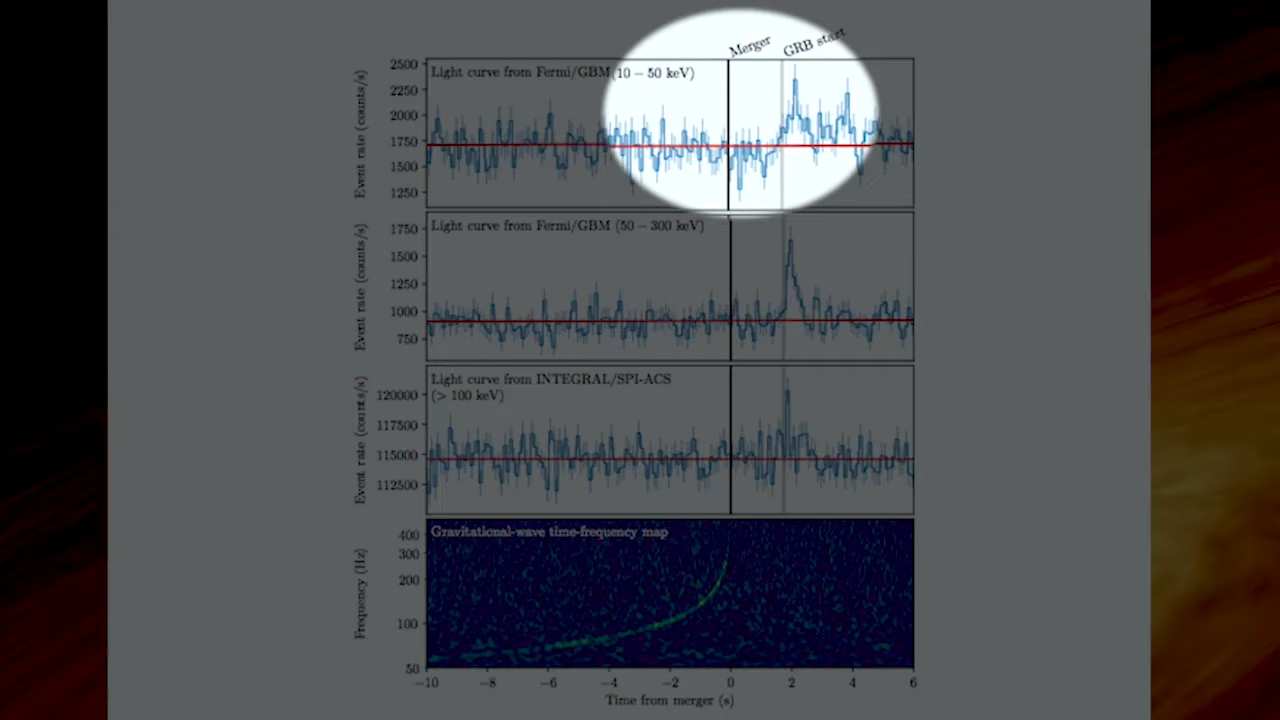 Merger GRB start
Light curve from Fermi/GBM (10 − 50 keV)
Event rate (counts/s)
2500
2250
2000
1750
1500
1250
Light curve from Fermi/GBM (50 − 300 keV)
Event rate (counts/s)
1750
1500
1250
1000
750
Light curve from INTEGRAL/SPI-ACS
(> 100 keV)
Event rate (counts/s)
120000
117500
115000
112500
Gravitational-wave time-frequency map
Frequency (Hz)
400
300
200
100
50
−10 −8 −6 −4 −2 0 2 4 6
Time from merger (s)